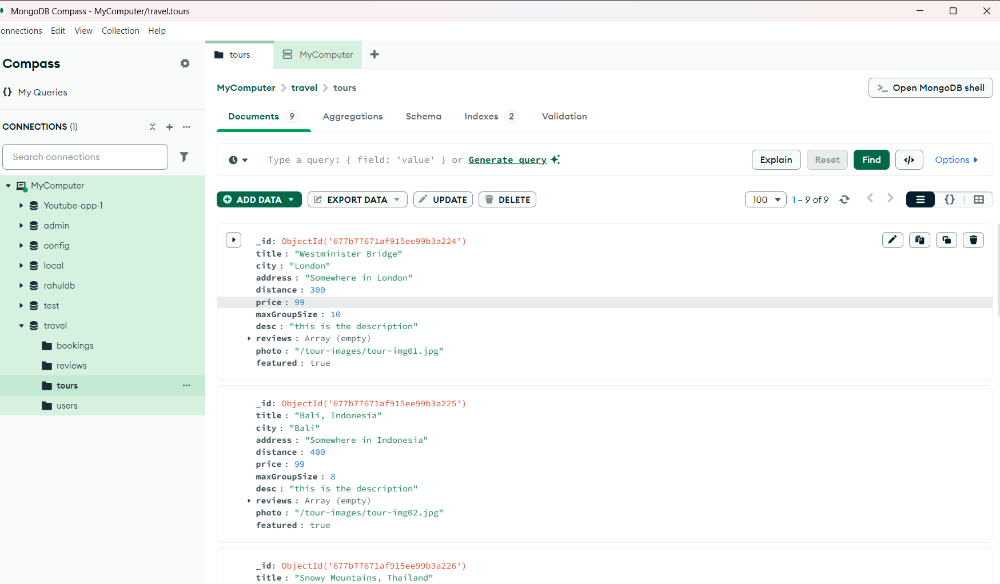 MongoDB Compass - MyComputer/travel.tours
onnections Edit View Collection Help
Compass
My Queries
CONNECTIONS (1)
Search connections
MyComputer
Youtube-app-1
admin
config
local
rahuldb
test
travel
bookings
reviews
tours
users
tours MyComputer
MyComputer > travel > tours
>_ Open MongoDB shell
Documents 9 Aggregations Schema Indexes 2 Validation
Type a query: { field: 'value' } or Generate query
Explain Reset Find </> Options
ADD DATA EXPORT DATA UPDATE DELETE
100 1 – 9 of 9 {}
_id: ObjectId('677b77671af915ee99b3a224')
title : "Westminister Bridge"
city : "London"
address : "Somewhere in London"
distance : 300
price : 99
maxGroupSize : 10
desc : "this is the description"
reviews : Array (empty)
photo : "/tour-images/tour-img01.jpg"
featured : true
_id: ObjectId('677b77671af915ee99b3a225')
title : "Bali, Indonesia"
city : "Bali"
address : "Somewhere in Indonesia"
distance : 400
price : 99
maxGroupSize : 8
desc : "this is the description"
reviews : Array (empty)
photo : "/tour-images/tour-img02.jpg"
featured : true
_id: ObjectId('677b77671af915ee99b3a226')
title : "Snowy Mountains, Thailand"